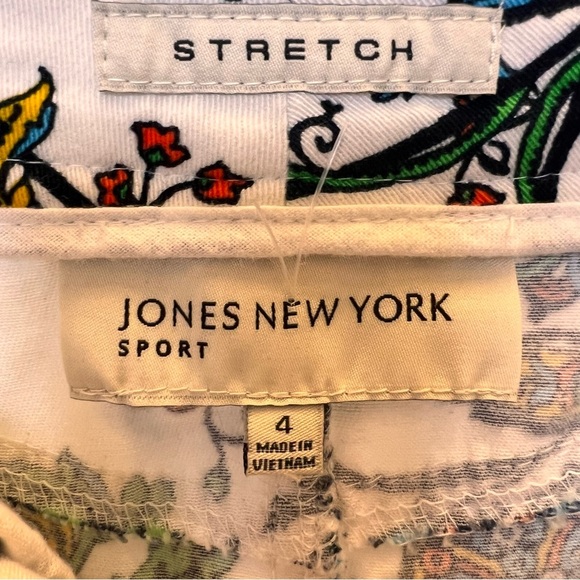 STRETCH
JONES NEW YORK
SPORT
4
MADE IN
VIETNAM